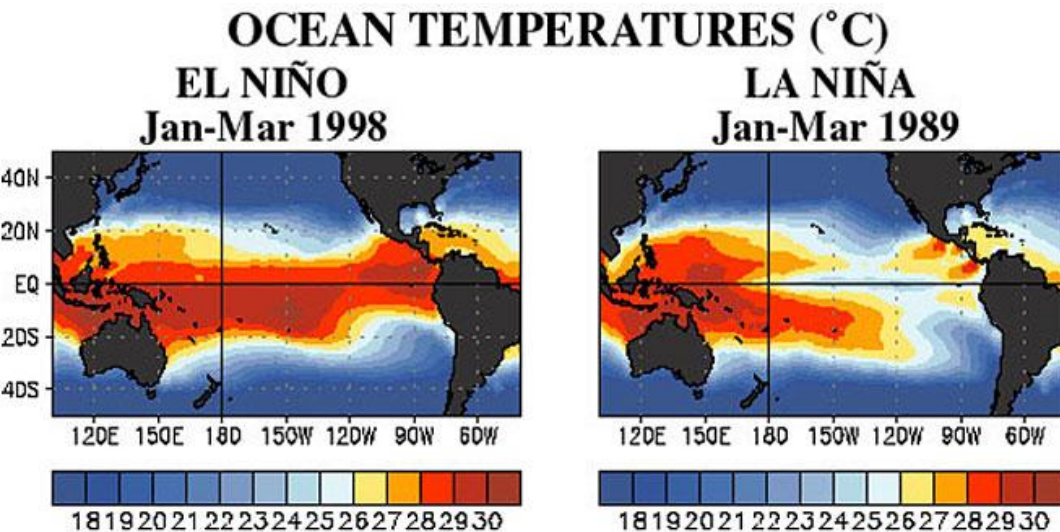 OCEAN TEMPERATURES (˚C)
EL NIÑO
Jan-Mar 1998
LA NIÑA
Jan-Mar 1989
40N
20N
EQ
20S
40S
120E 150E 180 150W 120W 90W 60W
120E 150E 180 150W 120W 90W 60W
18 19 20 21 22 23 24 25 26 27 28 29 30
18 19 20 21 22 23 24 25 26 27 28 29 30